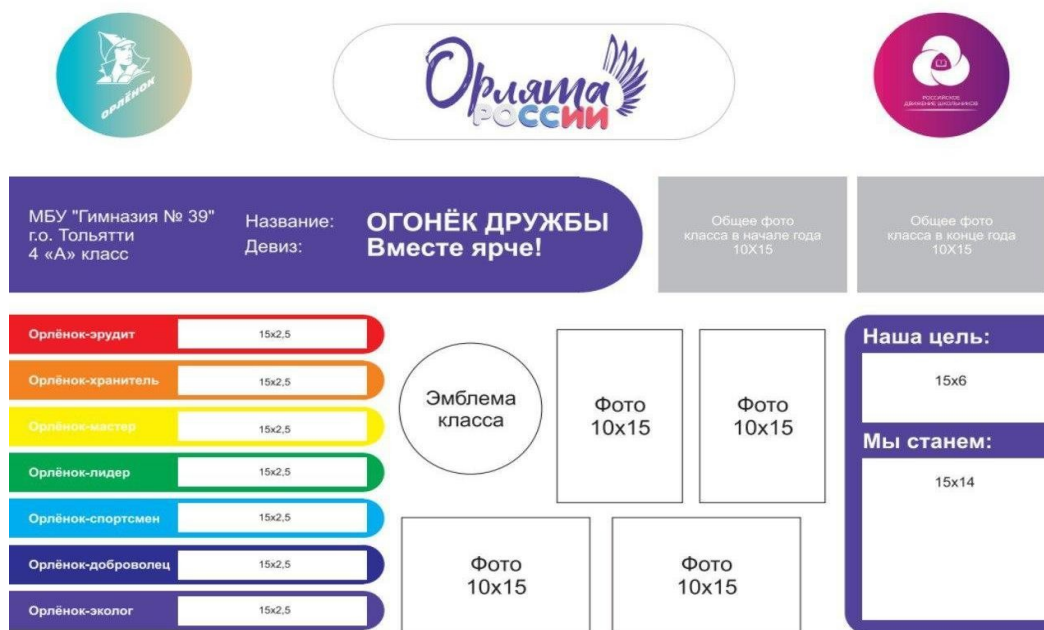 ОРЛЁНОК
Орлята
РОССИИ
РОССИЙСКОЕ
ДВИЖЕНИЕ ШКОЛЬНИКОВ
МБУ "Гимназия № 39"
г.о. Тольятти
4 «А» класс
Название: ОГОНЁК ДРУЖБЫ
Девиз: Вместе ярче!
Общее фото
класса в начале года
10Х15
Общее фото
класса в конце года
10Х15
Орлёнок-эрудит 15х2,5
Орлёнок-хранитель 15х2,5
Орлёнок-мастер 15х2,5
Орлёнок-лидер 15х2,5
Орлёнок-спортсмен 15х2,5
Орлёнок-доброволец 15х2,5
Орлёнок-эколог 15х2,5
Эмблема
класса
Фото
10х15
Фото
10х15
Фото
10х15
Фото
10х15
Наша цель:
15х6
Мы станем:
15х14